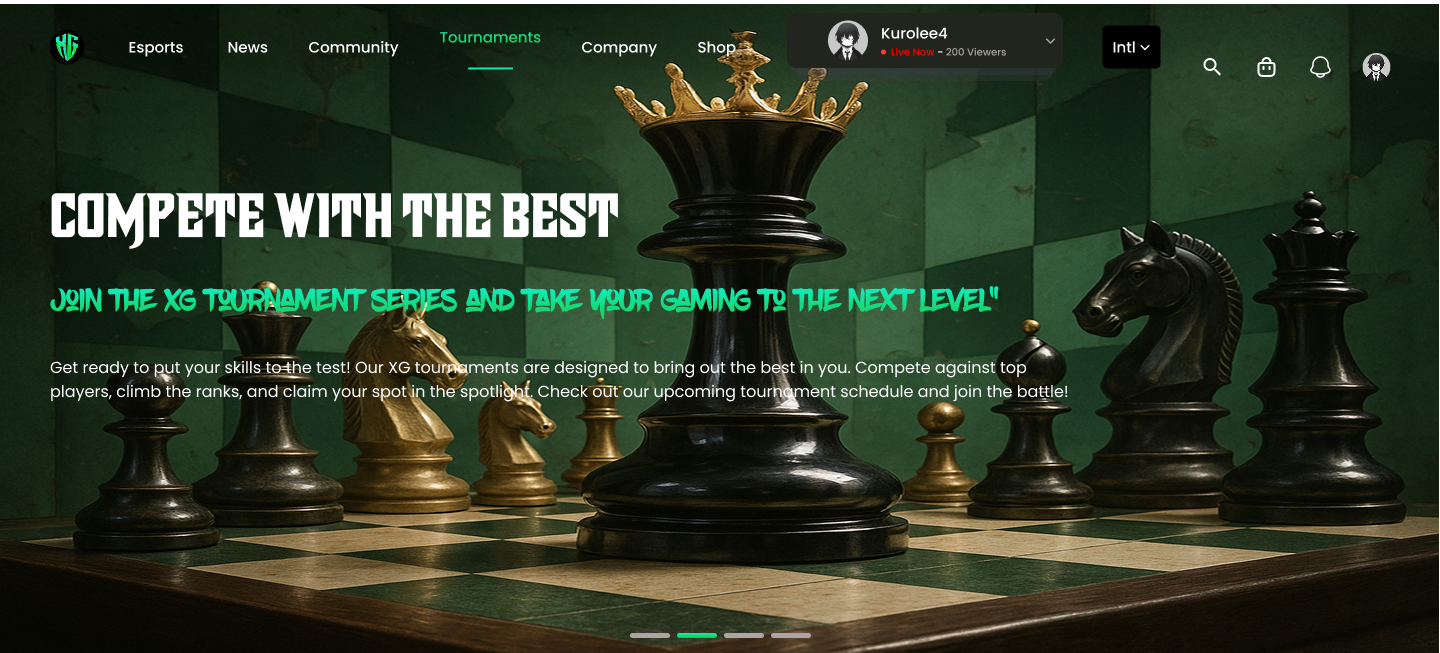 XG
Esports
News
Community
Tournaments
Company
Shop
Kurolee4
Live Now - 200 Viewers
Intl
COMPETE WITH THE BEST
JOIN THE XG TOURNAMENT SERIES AND TAKE YOUR GAMING TO THE NEXT LEVEL"
Get ready to put your skills to the test! Our XG tournaments are designed to bring out the best in you. Compete against top
players, climb the ranks, and claim your spot in the spotlight. Check out our upcoming tournament schedule and join the battle!